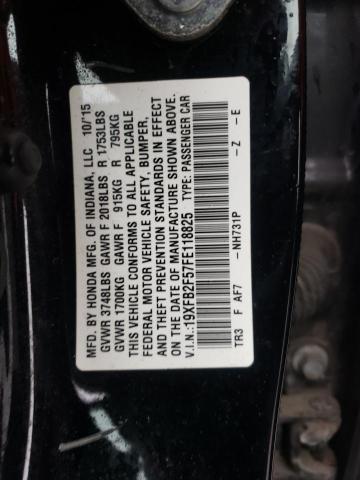 MFD. BY HONDA MFG. OF INDIANA, LLC 10/15
GVWR 3748LBS GAWR F 2018LBS R 1753LBS
GVWR 1700KG GAWR F 915KG R 795KG
THIS VEHICLE CONFORMS TO ALL APPLICABLE
FEDERAL MOTOR VEHICLE SAFETY, BUMPER,
AND THEFT PREVENTION STANDARDS IN EFFECT
ON THE DATE OF MANUFACTURE SHOWN ABOVE.
V.I.N.:19XFB2F57FE118825 TYPE: PASSENGER CAR
TR3 F AF7 - NH731P - Z - E